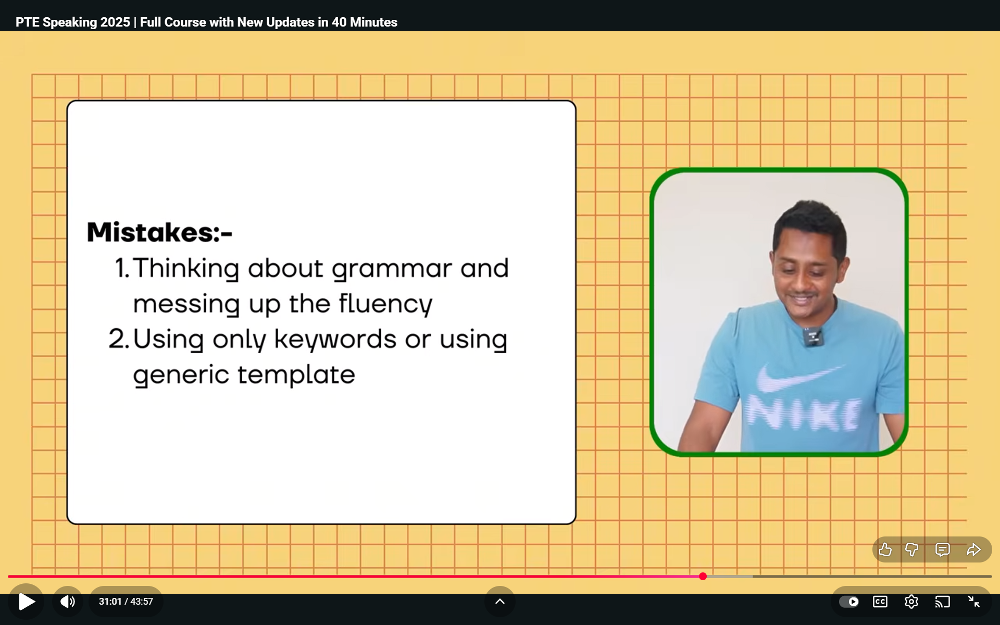 PTE Speaking 2025 | Full Course with New Updates in 40 Minutes
Mistakes:-
1. Thinking about grammar and
messing up the fluency
2. Using only keywords or using
generic template
NIKE
31:01 / 43:57
CC